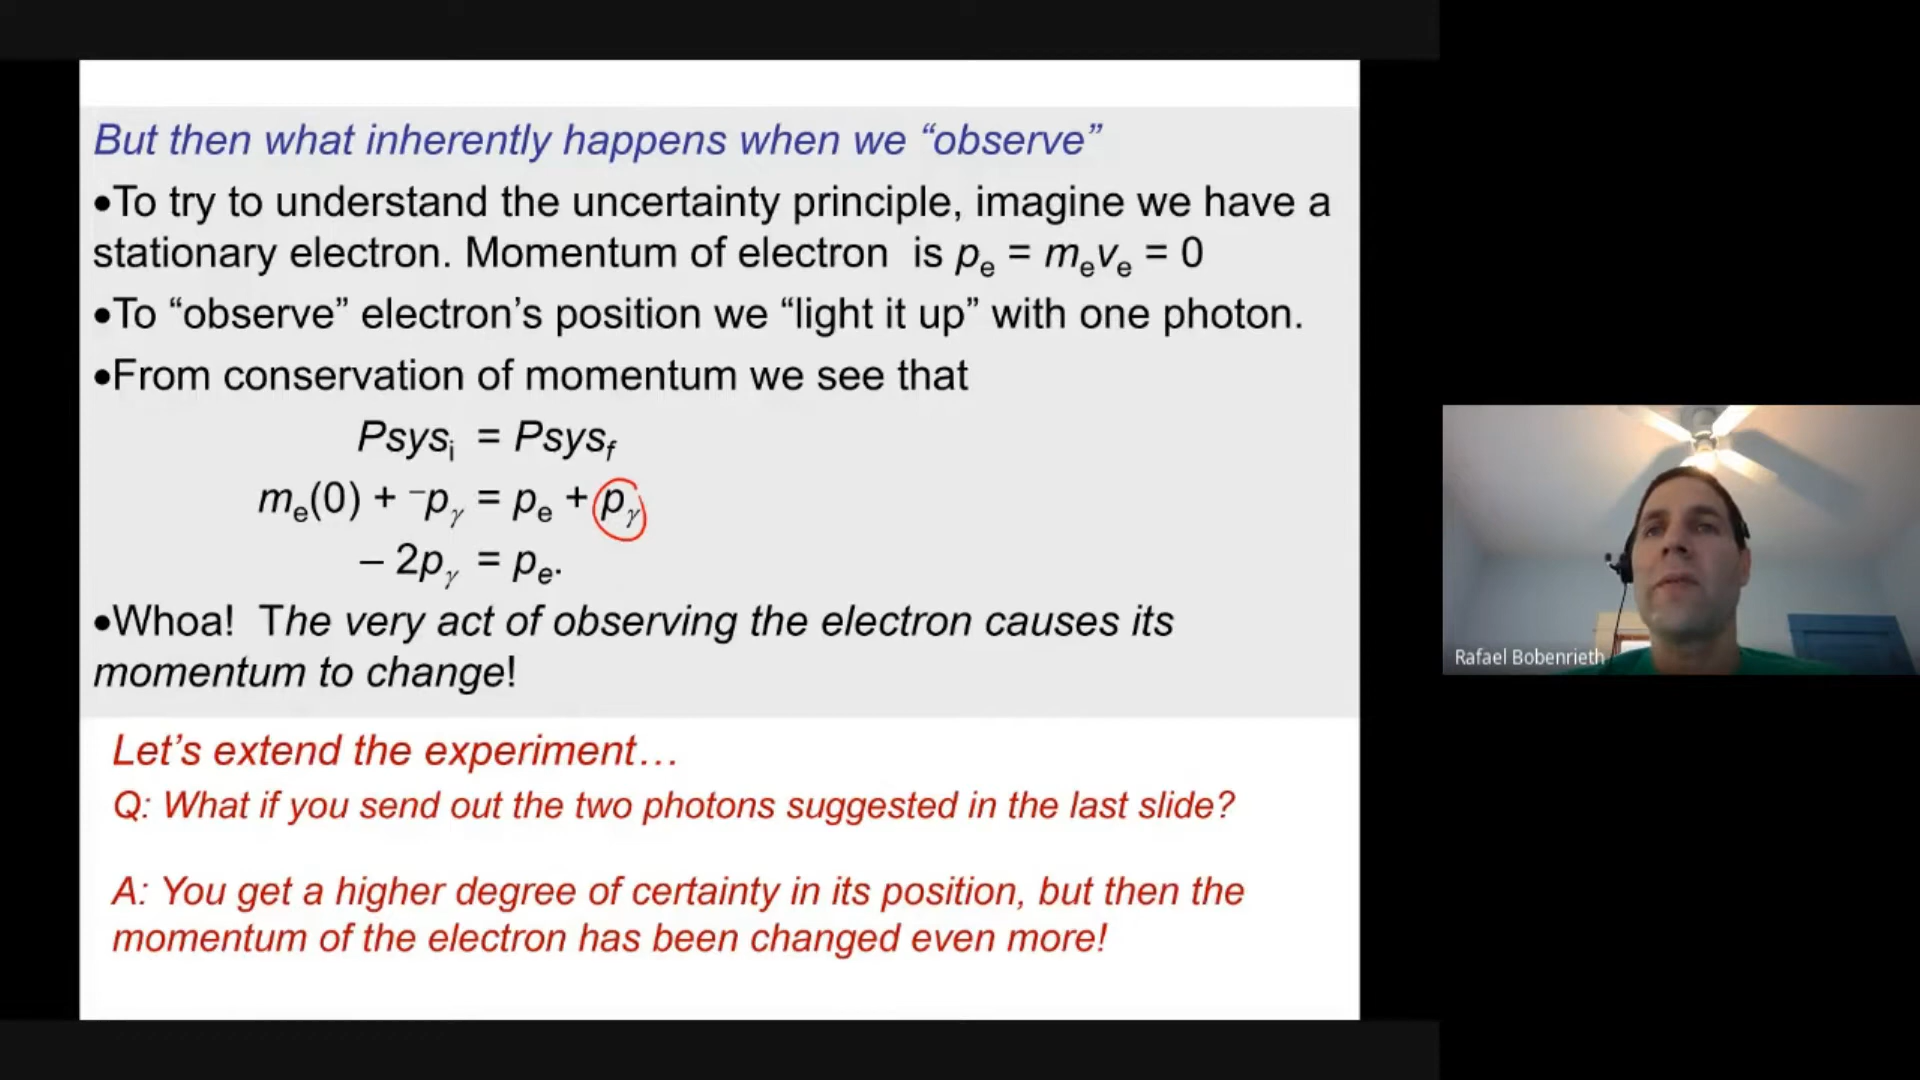 But then what inherently happens when we “observe”
•To try to understand the uncertainty principle, imagine we have a
stationary electron. Momentum of electron is pₑ = mₑvₑ = 0
•To “observe” electron’s position we “light it up” with one photon.
•From conservation of momentum we see that
Psysᵢ = Psys_f
mₑ(0) + ⁻pᵧ = pₑ + pᵧ
– 2pᵧ = pₑ.
•Whoa! The very act of observing the electron causes its
momentum to change!
Let’s extend the experiment…
Q: What if you send out the two photons suggested in the last slide?
A: You get a higher degree of certainty in its position, but then the
momentum of the electron has been changed even more!
Rafael Bobenrieth